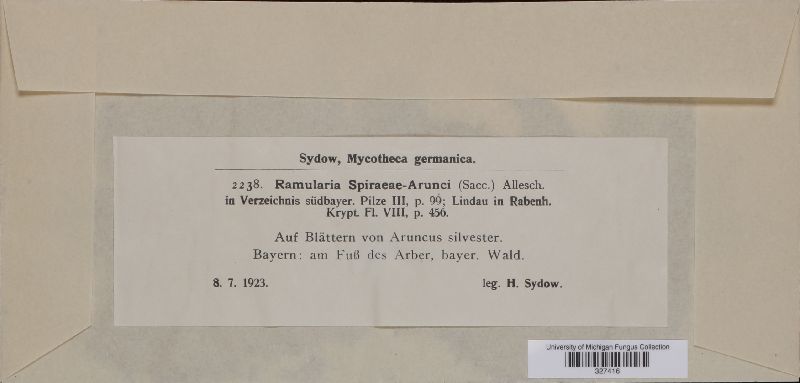 Sydow, Mycotheca germanica.
2238. Ramularia Spiraeae-Arunci (Sacc.) Allesch.
in Verzeichnis südbayer. Pilze III, p. 99; Lindau in Rabenh.
Krypt. Fl. VIII, p. 456.
Auf Blättern von Aruncus silvester.
Bayern: am Fuß des Arber, bayer. Wald.
8. 7. 1923. leg. H. Sydow.
University of Michigan Fungus Collection
327416